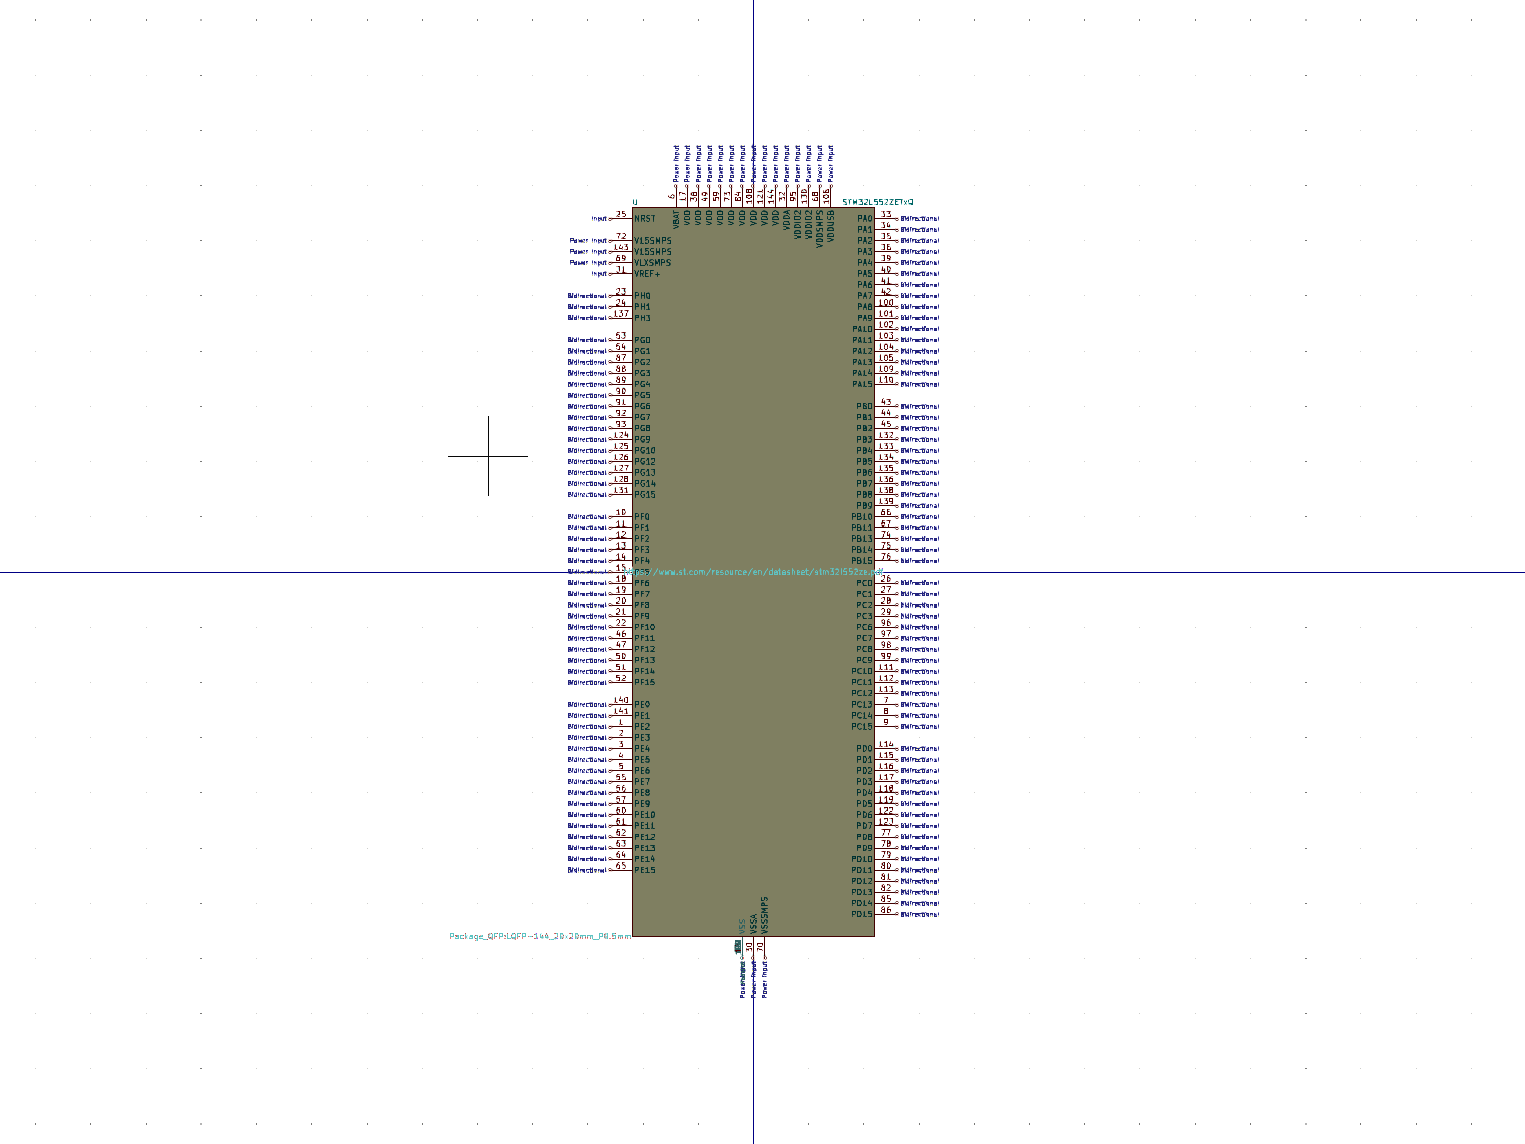 Power Input 6 VBAT
Power Input 17 VDD
Power Input 38 VDD
Power Input 49 VDD
Power Input 59 VDD
Power Input 73 VDD
Power Input 84 VDD
Power Input 108 VDD
Power Input 121 VDD
Power Input 144 VDD
Power Input 32 VDDA
Power Input 95 VDDIO2
Power Input 130 VDDIO2
Power Input 68 VDDSMPS
Power Input 106 VDDUSB
U
STM32L552ZETxQ
Input 25 NRST
Power Input 72 V15SMPS
Power Input 143 V15SMPS
Power Input 69 VLXSMPS
Input 31 VREF+
Bidirectional 23 PH0
Bidirectional 24 PH1
Bidirectional 137 PH3
Bidirectional 53 PG0
Bidirectional 54 PG1
Bidirectional 87 PG2
Bidirectional 88 PG3
Bidirectional 89 PG4
Bidirectional 90 PG5
Bidirectional 91 PG6
Bidirectional 92 PG7
Bidirectional 93 PG8
Bidirectional 124 PG9
Bidirectional 125 PG10
Bidirectional 126 PG12
Bidirectional 127 PG13
Bidirectional 128 PG14
Bidirectional 131 PG15
Bidirectional 10 PF0
Bidirectional 11 PF1
Bidirectional 12 PF2
Bidirectional 13 PF3
Bidirectional 14 PF4
Bidirectional 15 PF5
Bidirectional 18 PF6
Bidirectional 19 PF7
Bidirectional 20 PF8
Bidirectional 21 PF9
Bidirectional 22 PF10
Bidirectional 46 PF11
Bidirectional 47 PF12
Bidirectional 50 PF13
Bidirectional 51 PF14
Bidirectional 52 PF15
Bidirectional 140 PE0
Bidirectional 141 PE1
Bidirectional 1 PE2
Bidirectional 2 PE3
Bidirectional 3 PE4
Bidirectional 4 PE5
Bidirectional 5 PE6
Bidirectional 55 PE7
Bidirectional 56 PE8
Bidirectional 57 PE9
Bidirectional 60 PE10
Bidirectional 61 PE11
Bidirectional 62 PE12
Bidirectional 63 PE13
Bidirectional 64 PE14
Bidirectional 65 PE15
https://www.st.com/resource/en/datasheet/stm32l552ze.pdf
PA0 33 Bidirectional
PA1 34 Bidirectional
PA2 35 Bidirectional
PA3 36 Bidirectional
PA4 39 Bidirectional
PA5 40 Bidirectional
PA6 41 Bidirectional
PA7 42 Bidirectional
PA8 100 Bidirectional
PA9 101 Bidirectional
PA10 102 Bidirectional
PA11 103 Bidirectional
PA12 104 Bidirectional
PA13 105 Bidirectional
PA14 109 Bidirectional
PA15 110 Bidirectional
PB0 43 Bidirectional
PB1 44 Bidirectional
PB2 45 Bidirectional
PB3 132 Bidirectional
PB4 133 Bidirectional
PB5 134 Bidirectional
PB6 135 Bidirectional
PB7 136 Bidirectional
PB8 138 Bidirectional
PB9 139 Bidirectional
PB10 66 Bidirectional
PB11 67 Bidirectional
PB13 74 Bidirectional
PB14 75 Bidirectional
PB15 76 Bidirectional
PC0 26 Bidirectional
PC1 27 Bidirectional
PC2 28 Bidirectional
PC3 29 Bidirectional
PC6 96 Bidirectional
PC7 97 Bidirectional
PC8 98 Bidirectional
PC9 99 Bidirectional
PC10 111 Bidirectional
PC11 112 Bidirectional
PC12 113 Bidirectional
PC13 7 Bidirectional
PC14 8 Bidirectional
PC15 9 Bidirectional
PD0 114 Bidirectional
PD1 115 Bidirectional
PD2 116 Bidirectional
PD3 117 Bidirectional
PD4 118 Bidirectional
PD5 119 Bidirectional
PD6 122 Bidirectional
PD7 123 Bidirectional
PD8 77 Bidirectional
PD9 78 Bidirectional
PD10 79 Bidirectional
PD11 80 Bidirectional
PD12 81 Bidirectional
PD13 82 Bidirectional
PD14 85 Bidirectional
PD15 86 Bidirectional
Package_QFP:LQFP-144_20x20mm_P0.5mm
VSS Power Input
VSSA 30 Power Input
VSSSMPS 70 Power Input